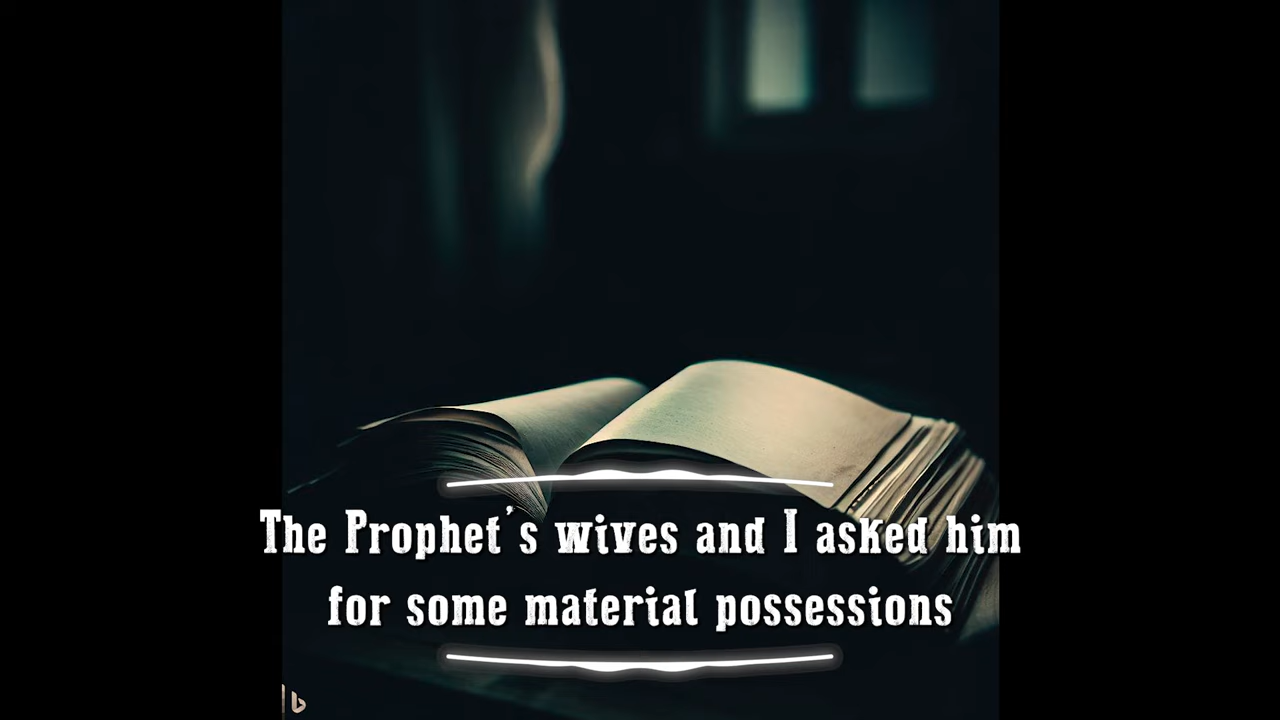 The Prophet's wives and I asked him
for some material possessions